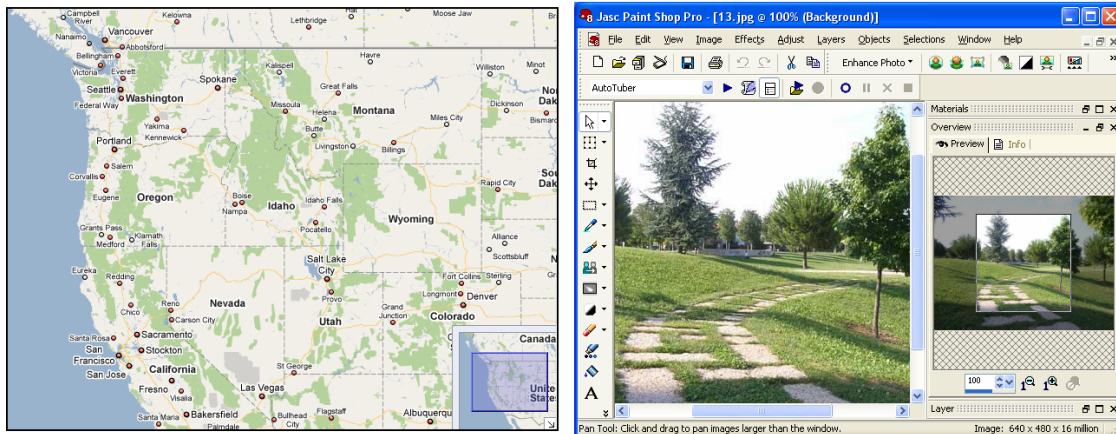 Campbell River
Kelowna
Lethbridge
Hat
Moose Jaw
Nanaimo
Vancouver
Abbotsford
Bellingham
Victoria
Everett
Seattle
Federal Way
Washington
Spokane
Kalispell
Havre
Williston
Minot
Great Falls
Missoula
Montana
Helena
Butte
Livingston
Billings
Miles City
Dickinson
Bismarc
Yakima
Kennewick
Portland
Salem
Corvallis
Eugene
Oregon
Boise
Nampa
Idaho
Idaho Falls
Pocatello
Wyoming
Rapid City
Grants Pass
Medford
Klamath Falls
Alliance
Scottsbluff
Eureka
Redding
Salt Lake City
Provo
Fort Collins
Sterling
Longmont
Denver
Colorado
Chico
Reno
Carson City
Nevada
Utah
Grand Junction
Santa Rosa
Sacramento
San Francisco
Stockton
San Jose
California
Fresno
Visalia
St George
Las Vegas
Santa Maria
Bakersfield
Palmdale
Bullhead City
Flagstaff
Albuquerqu
Canada
Unite
State
Jasc Paint Shop Pro - [13.jpg @ 100% (Background)]
File Edit View Image Effects Adjust Layers Objects Selections Window Help
Enhance Photo
AutoTuber
Materials
Overview
Preview Info
100
Layer
Pan Tool: Click and drag to pan images larger than the window.
Image: 640 x 480 x 16 million